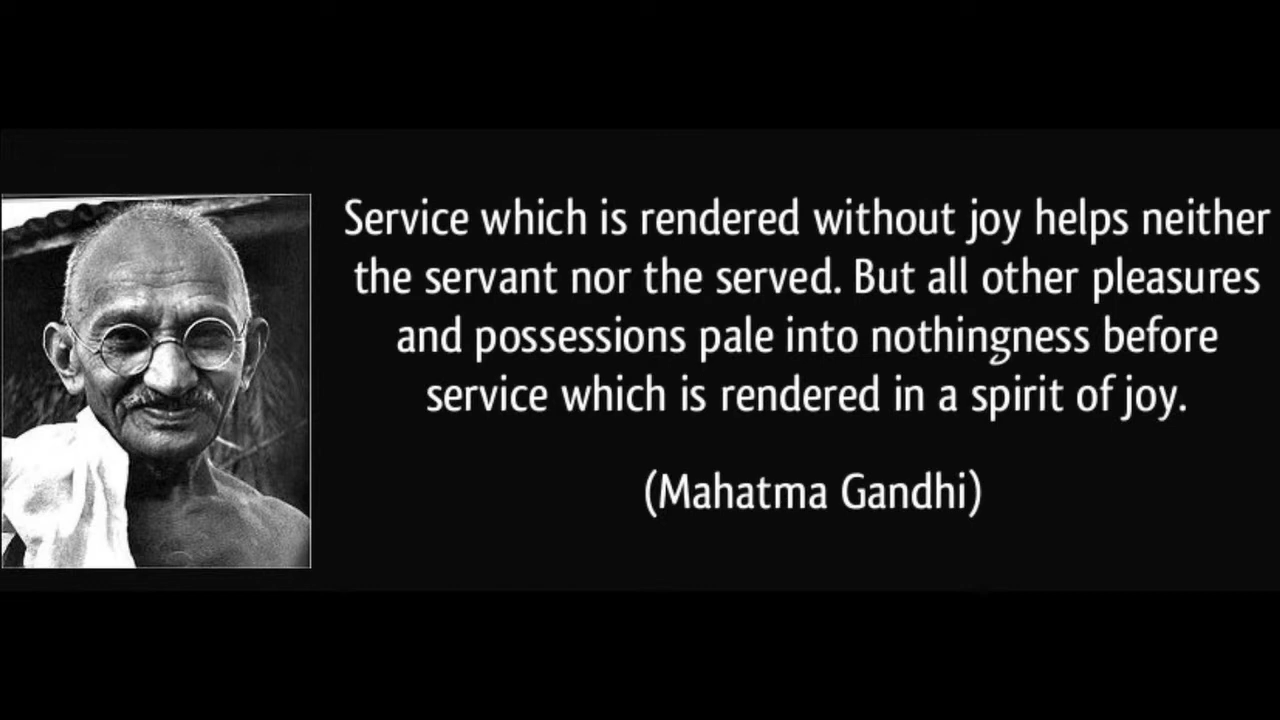 Service which is rendered without joy helps neither
the servant nor the served. But all other pleasures
and possessions pale into nothingness before
service which is rendered in a spirit of joy.
(Mahatma Gandhi)